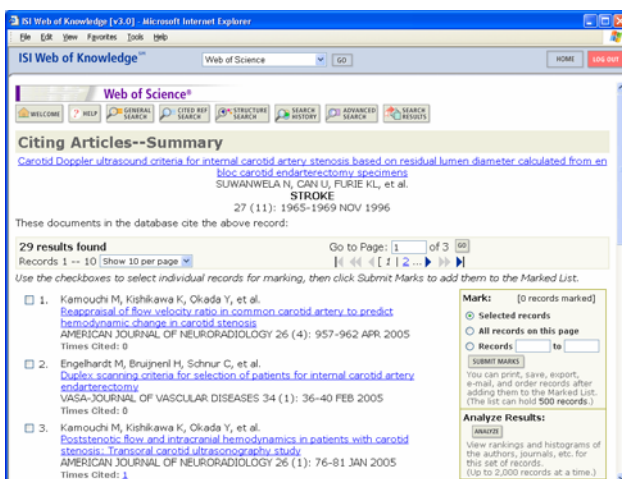 ISI Web of Knowledge [v3.0] - Microsoft Internet Explorer
File Edit View Favorites Tools Help
ISI Web of Knowledge℠ Web of Science GO HOME LOG OUT
Web of Science®
WELCOME ? HELP GENERAL SEARCH CITED REF SEARCH STRUCTURE SEARCH SEARCH HISTORY ADVANCED SEARCH SEARCH RESULTS
Citing Articles--Summary
Carotid Doppler ultrasound criteria for internal carotid artery stenosis based on residual lumen diameter calculated from en
bloc carotid endarterectomy specimens
SUWANWELA N, CAN U, FURIE KL, et al.
STROKE
27 (11): 1965-1969 NOV 1996
These documents in the database cite the above record:
29 results found Go to Page: 1 of 3 GO
Records 1 -- 10 Show 10 per page [ 1 | 2 ...
Use the checkboxes to select individual records for marking, then click Submit Marks to add them to the Marked List.
1. Kamouchi M, Kishikawa K, Okada Y, et al.
Reappraisal of flow velocity ratio in common carotid artery to predict
hemodynamic change in carotid stenosis
AMERICAN JOURNAL OF NEURORADIOLOGY 26 (4): 957-962 APR 2005
Times Cited: 0
2. Engelhardt M, Bruijnenl H, Schnur C, et al.
Duplex scanning criteria for selection of patients for internal carotid artery
endarterectomy
VASA-JOURNAL OF VASCULAR DISEASES 34 (1): 36-40 FEB 2005
Times Cited: 0
3. Kamouchi M, Kishikawa K, Okada Y, et al.
Poststenotic flow and intracranial hemodynamics in patients with carotid
stenosis: Transoral carotid ultrasonography study
AMERICAN JOURNAL OF NEURORADIOLOGY 26 (1): 76-81 JAN 2005
Times Cited: 1
Mark: [0 records marked]
Selected records
All records on this page
Records to
SUBMIT MARKS
You can print, save, export,
e-mail, and order records after
adding them to the Marked List.
(The list can hold 500 records.)
Analyze Results:
ANALYZE
View rankings and histograms of
the authors, journals, etc. for
this set of records.
(Up to 2,000 records at a time.)